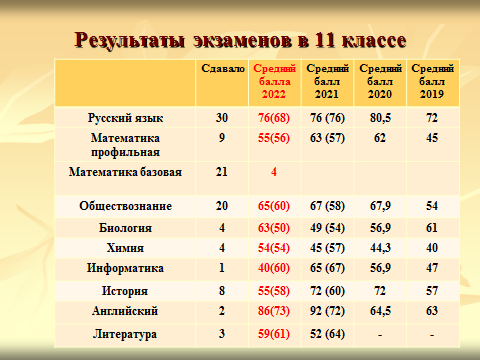 Результаты экзаменов в 11 классе
Сдавало Средний балла 2022 Средний балл 2021 Средний балл 2020 Средний балл 2019
Русский язык 30 76(68) 76 (76) 80,5 72
Математика профильная 9 55(56) 63 (57) 62 45
Математика базовая 21 4
Обществознание 20 65(60) 67 (58) 67,9 54
Биология 4 63(50) 49 (54) 56,9 61
Химия 4 54(54) 45 (57) 44,3 40
Информатика 1 40(60) 65 (67) 56,9 47
История 8 55(58) 72 (60) 72 57
Английский 2 86(73) 92 (72) 64,5 63
Литература 3 59(61) 52 (64) - -